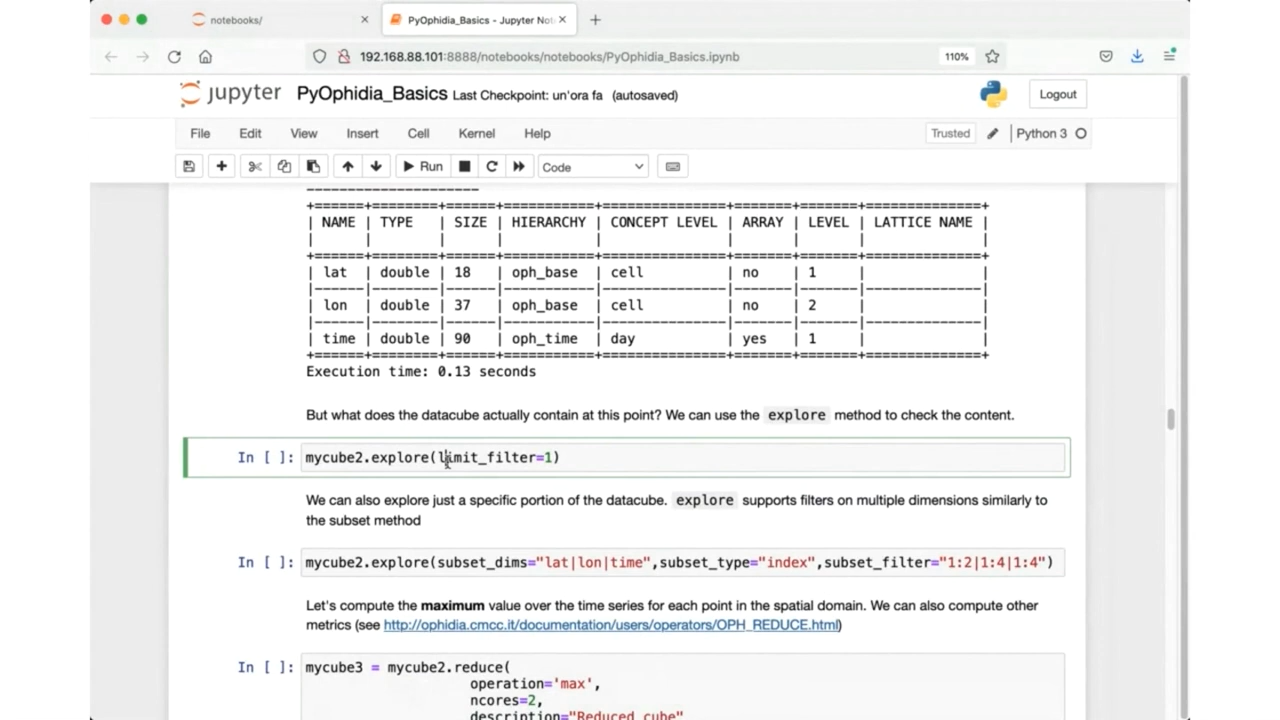 notebooks/
PyOphidia_Basics - Jupyter Not
192.168.88.101:8888/notebooks/notebooks/PyOphidia_Basics.ipynb
110%
jupyter PyOphidia_Basics Last Checkpoint: un'ora fa (autosaved)
Logout
File Edit View Insert Cell Kernel Help
Trusted Python 3
Run Code
---------------------
+======+========+======+===========+===============+=======+=======+==============+
| NAME | TYPE | SIZE | HIERARCHY | CONCEPT LEVEL | ARRAY | LEVEL | LATTICE NAME |
+======+========+======+===========+===============+=======+=======+==============+
| lat | double | 18 | oph_base | cell | no | 1 | |
|------|--------|------|-----------|---------------|-------|-------|--------------|
| lon | double | 37 | oph_base | cell | no | 2 | |
|------|--------|------|-----------|---------------|-------|-------|--------------|
| time | double | 90 | oph_time | day | yes | 1 | |
+======+========+======+===========+===============+=======+=======+==============+
Execution time: 0.13 seconds
But what does the datacube actually contain at this point? We can use the explore method to check the content.
In [ ]: mycube2.explore(limit_filter=1)
We can also explore just a specific portion of the datacube. explore supports filters on multiple dimensions similarly to
the subset method
In [ ]: mycube2.explore(subset_dims="lat|lon|time",subset_type="index",subset_filter="1:2|1:4|1:4")
Let's compute the maximum value over the time series for each point in the spatial domain. We can also compute other
metrics (see http://ophidia.cmcc.it/documentation/users/operators/OPH_REDUCE.html)
In [ ]: mycube3 = mycube2.reduce(
operation='max',
ncores=2,
description="Reduced cube"